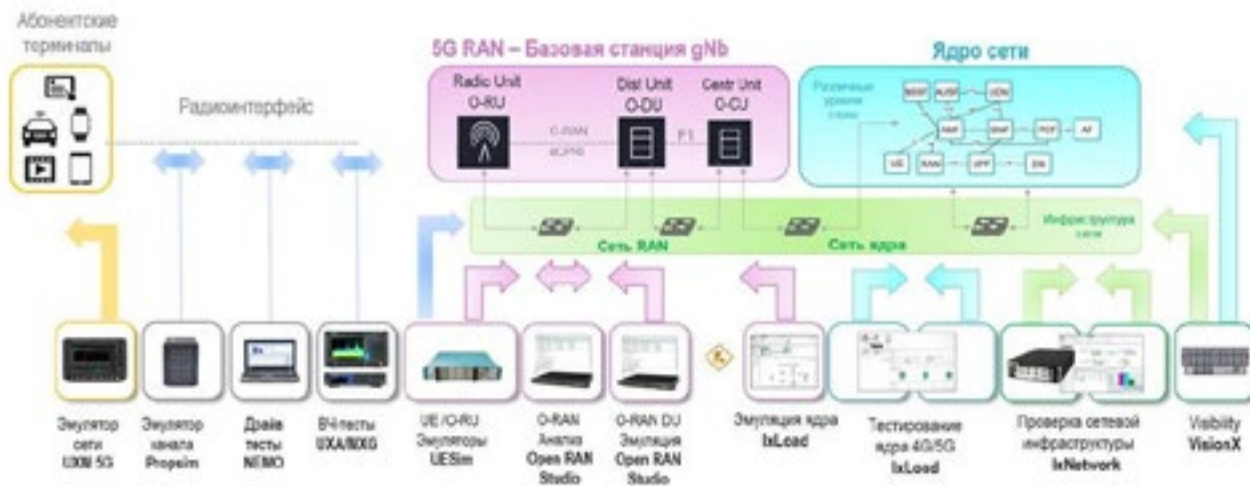 Абонентские
терминалы
Радиоинтерфейс
5G RAN – Базовая станция gNb
Radio Unit
O-RU
Dist Unit
O-DU
Centr Unit
O-CU
O-RAN
eCPRI
F1
Ядро сети
Различные
уровни
AUSF
UDM
AMF
SMF
PCF
AF
UE
RAN
UPF
DN
Сеть RAN
Сеть ядра
Инфраструктура
сети
Эмулятор
сети
UXM 5G
Эмулятор
канала
Propsim
Драйв
тесты
NEMO
ВЧ-тесты
UXA/MXG
UE /O-RU
Эмуляторы
UESim
O-RAN
Анализ
Open RAN
Studio
O-RAN DU
Эмуляция
Open RAN
Studio
Эмуляция ядра
IxLoad
Тестирование
ядра 4G/5G
IxLoad
Проверка сетевой
инфраструктуры
IxNetwork
Visibility
VisionX